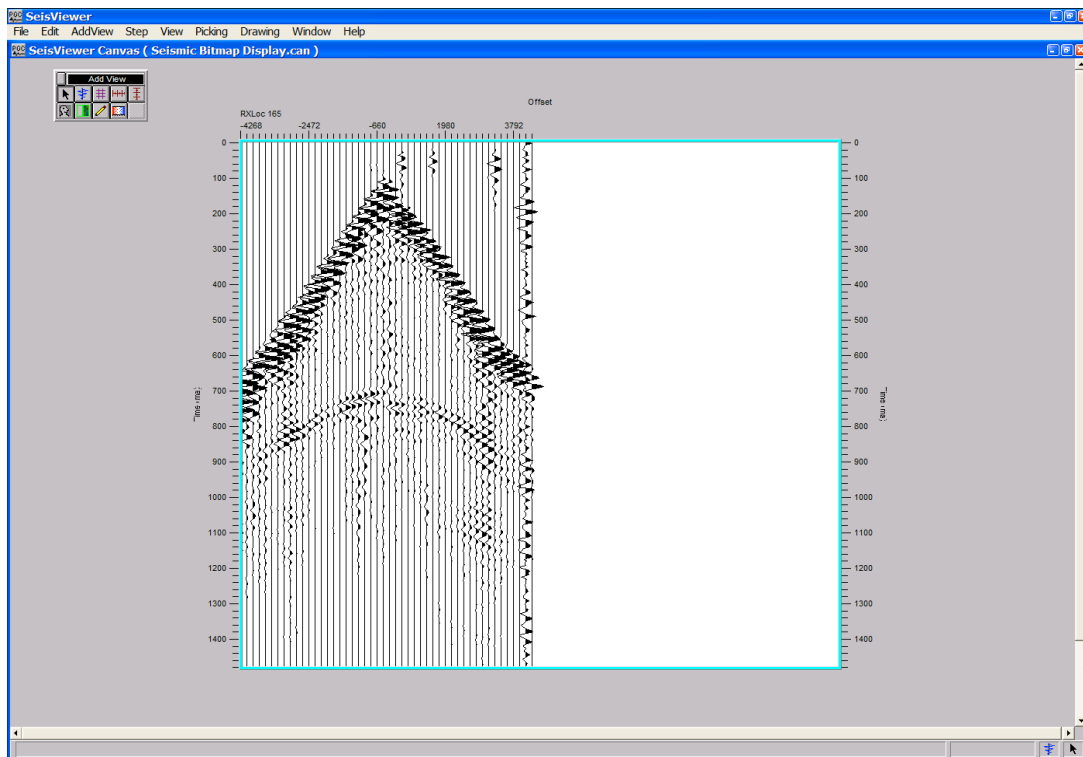 SeisViewer
File Edit AddView Step View Picking Drawing Window Help
SeisViewer Canvas ( Seismic Bitmap Display.can )
Add View
Offset
RXLoc 165
-4268 -2472 -660 1980 3792
0 0
100 100
200 200
300 300
400 400
500 500
600 600
700 700
800 800
900 900
1000 1000
1100 1100
1200 1200
1300 1300
1400 1400